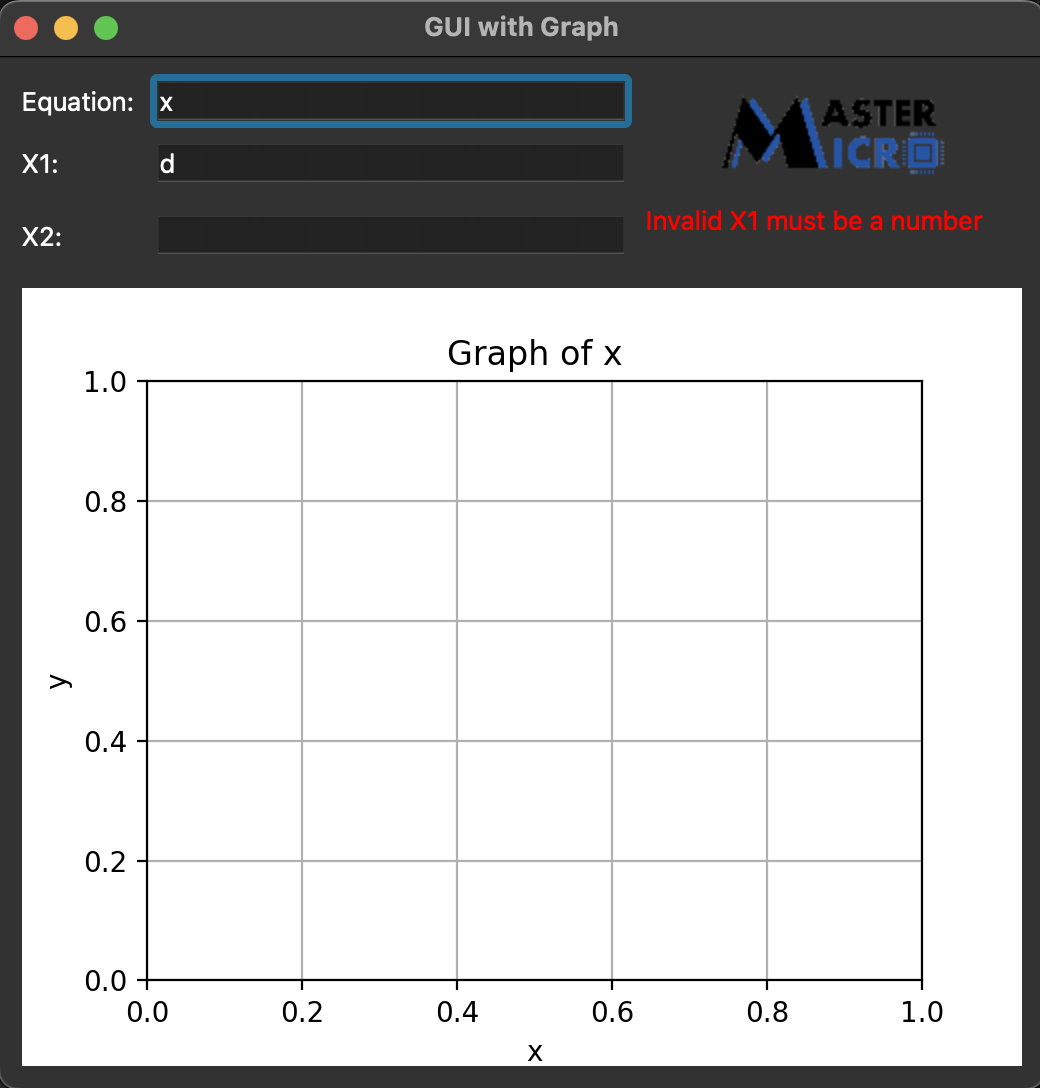 GUI with Graph
Equation: x
MASTER
MICRO
X1: d
Invalid X1 must be a number
X2:
Graph of x
1.0
0.8
0.6
0.4
0.2
0.0
y
0.0 0.2 0.4 0.6 0.8 1.0
x